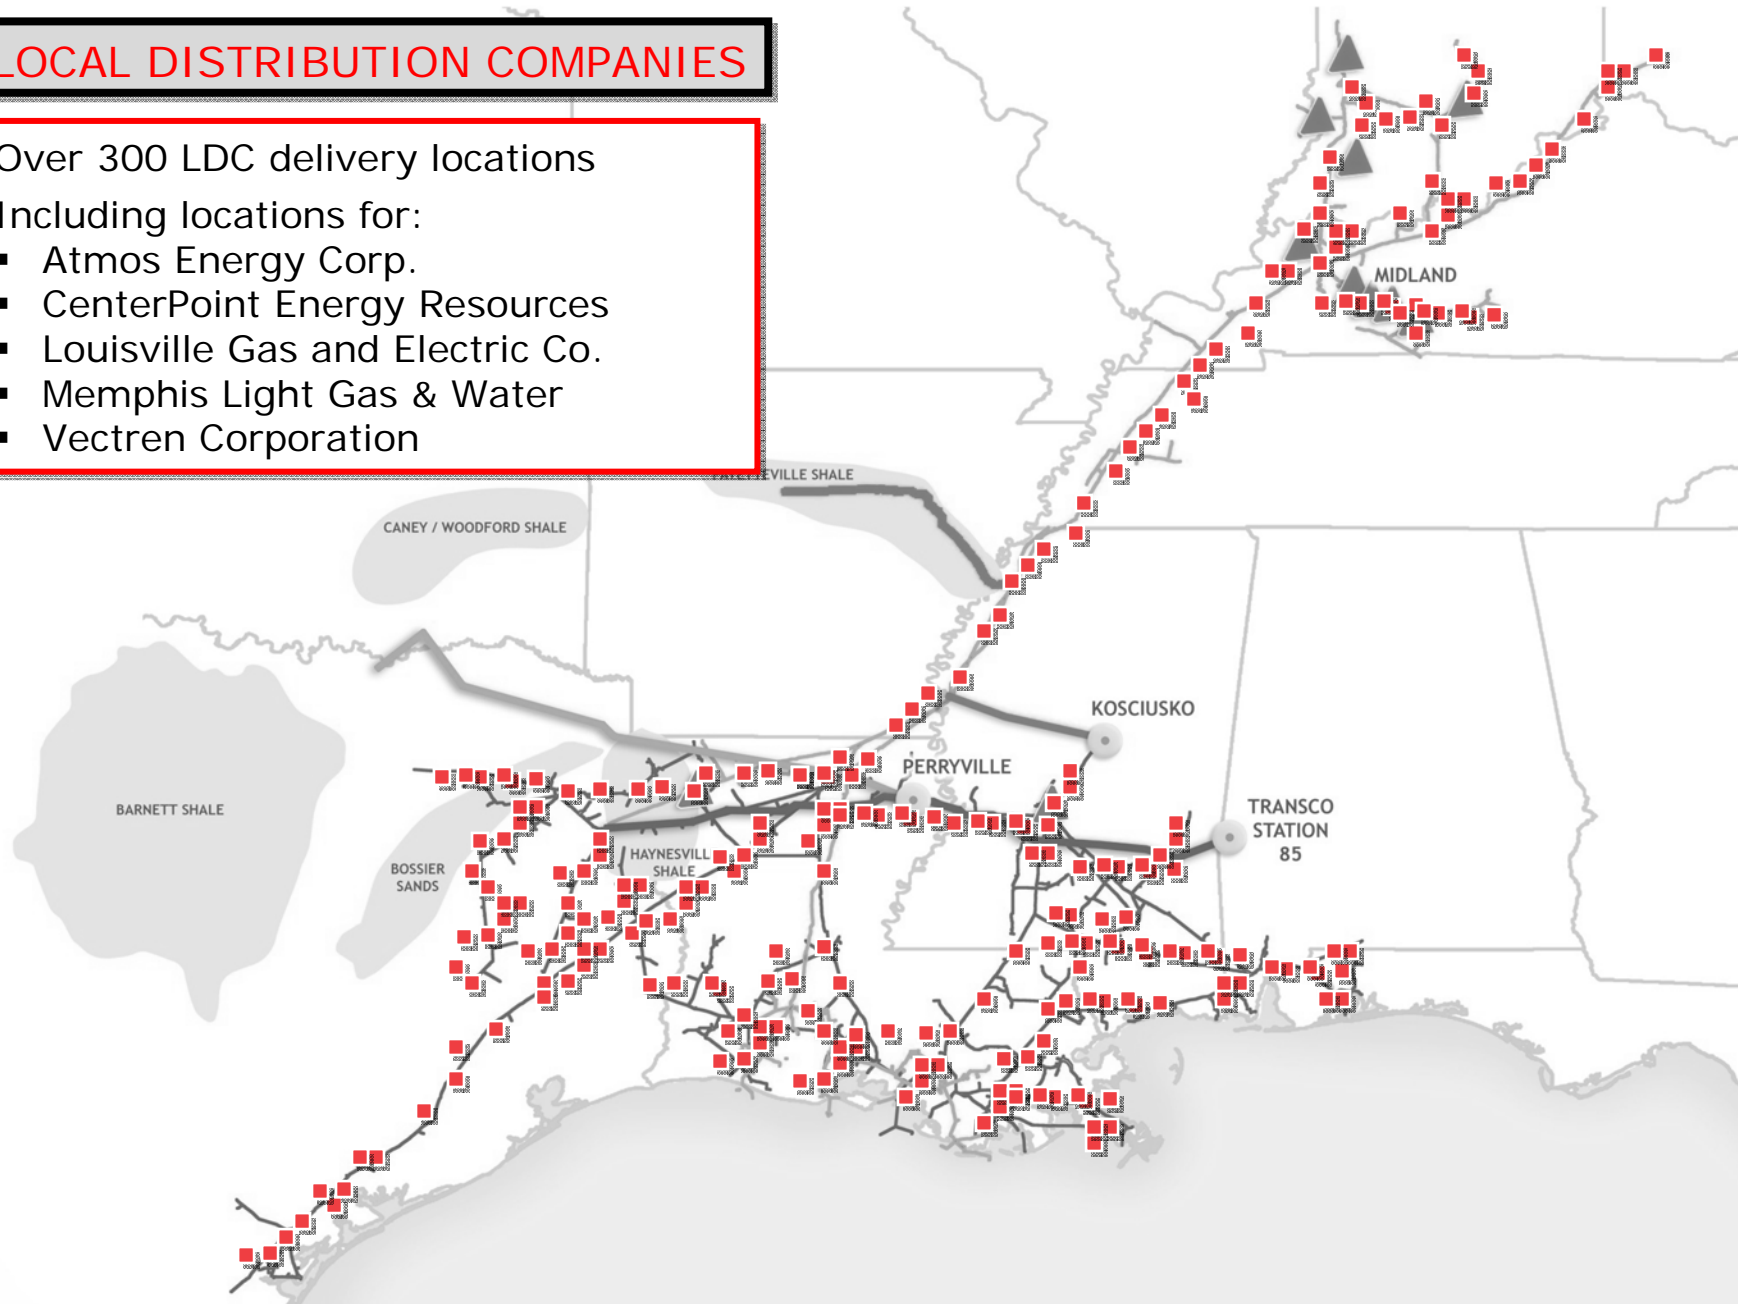 LOCAL DISTRIBUTION COMPANIES
Over 300 LDC delivery locations
Including locations for:
▪ Atmos Energy Corp.
▪ CenterPoint Energy Resources
▪ Louisville Gas and Electric Co.
▪ Memphis Light Gas & Water
▪ Vectren Corporation
MIDLAND
FAYETTEVILLE SHALE
CANEY / WOODFORD SHALE
KOSCIUSKO
PERRYVILLE
BARNETT SHALE
TRANSCO
STATION
85
HAYNESVILL
SHALE
BOSSIER
SANDS